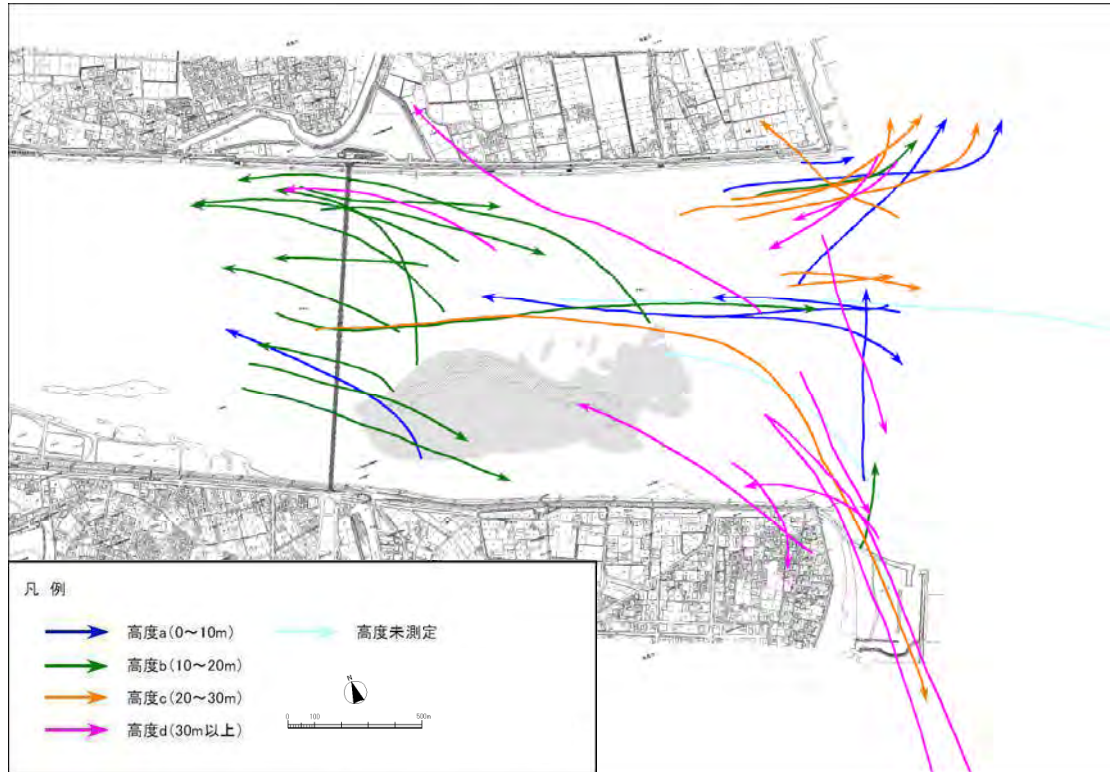 凡 例
高度a(0～10m)
高度未測定
高度b(10～20m)
高度c(20～30m)
高度d(30m以上)
N
0 100 500m